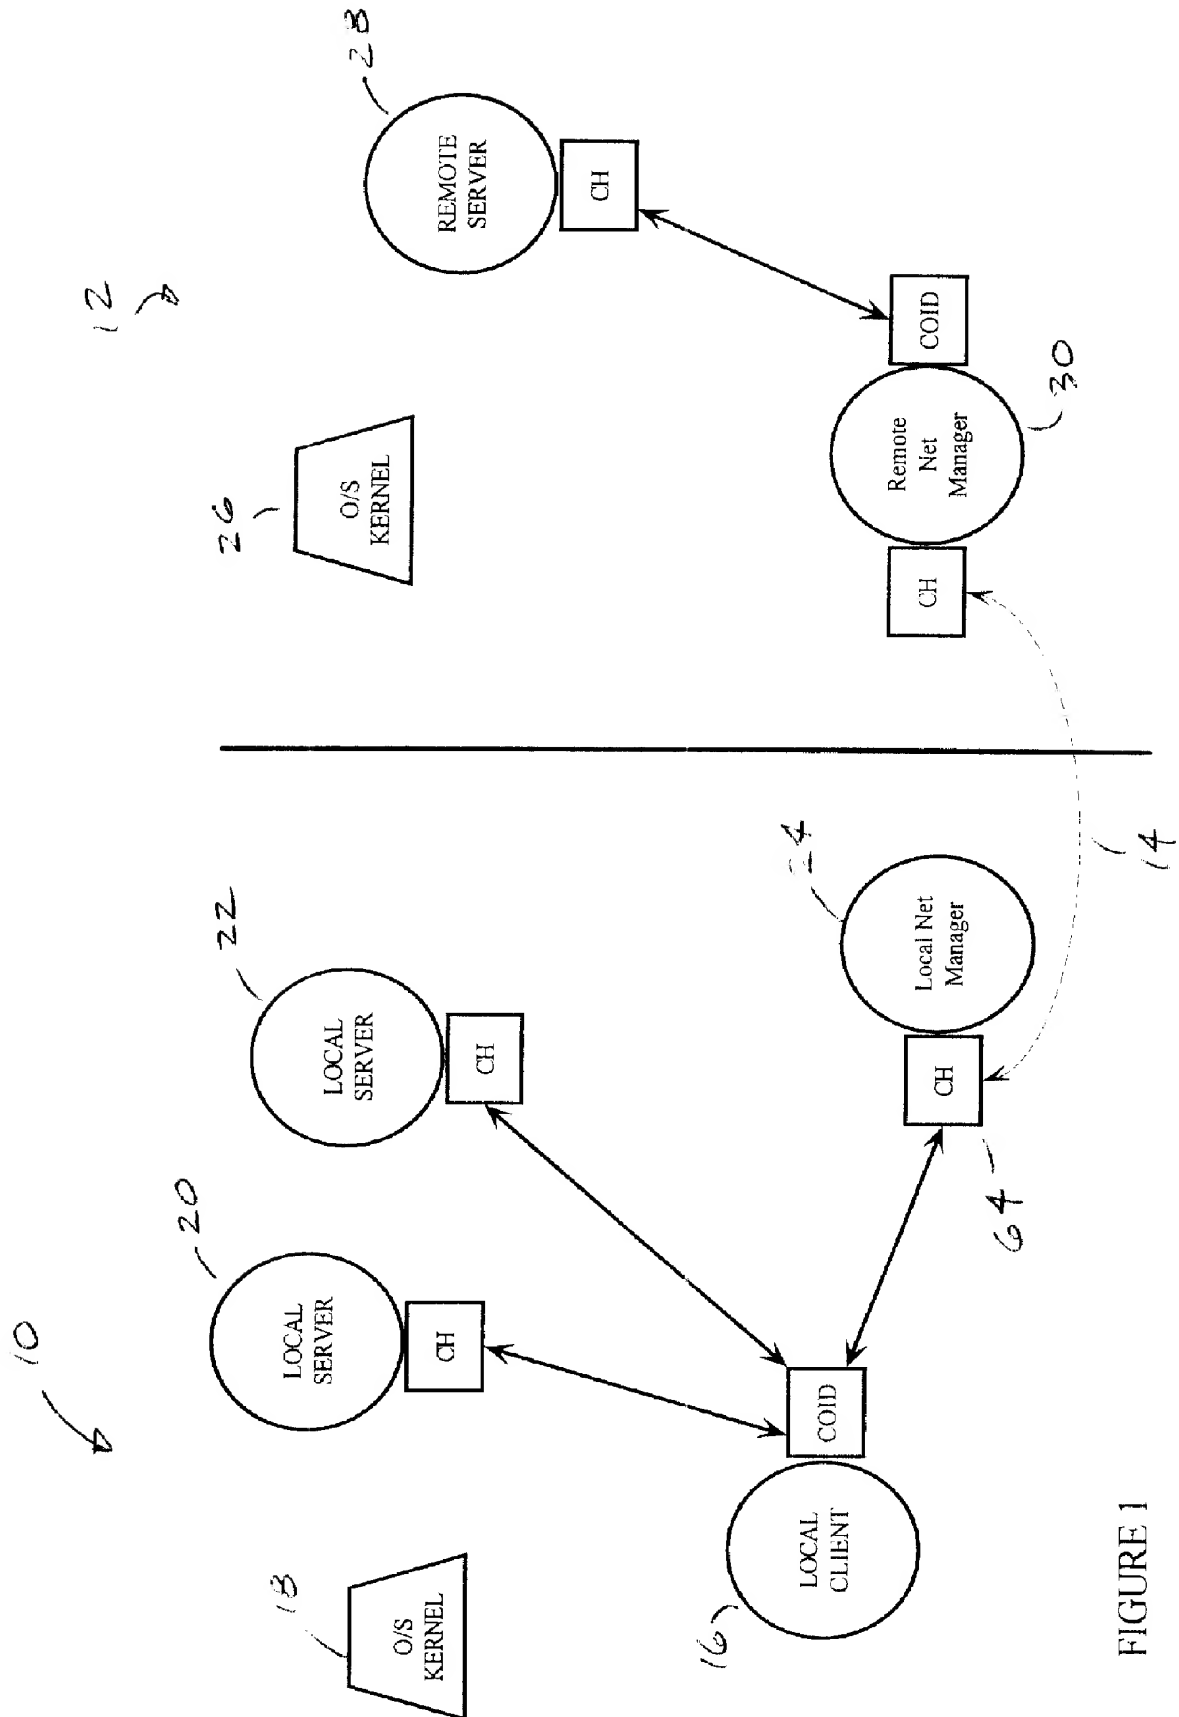 10
12
18
O/S
KERNEL
20
LOCAL
SERVER
CH
22
LOCAL
SERVER
CH
26
O/S
KERNEL
28
REMOTE
SERVER
CH
16
LOCAL
CLIENT
COID
24
Local Net
Manager
CH
64
14
CH
Remote
Net
Manager
COID
30
FIGURE 1